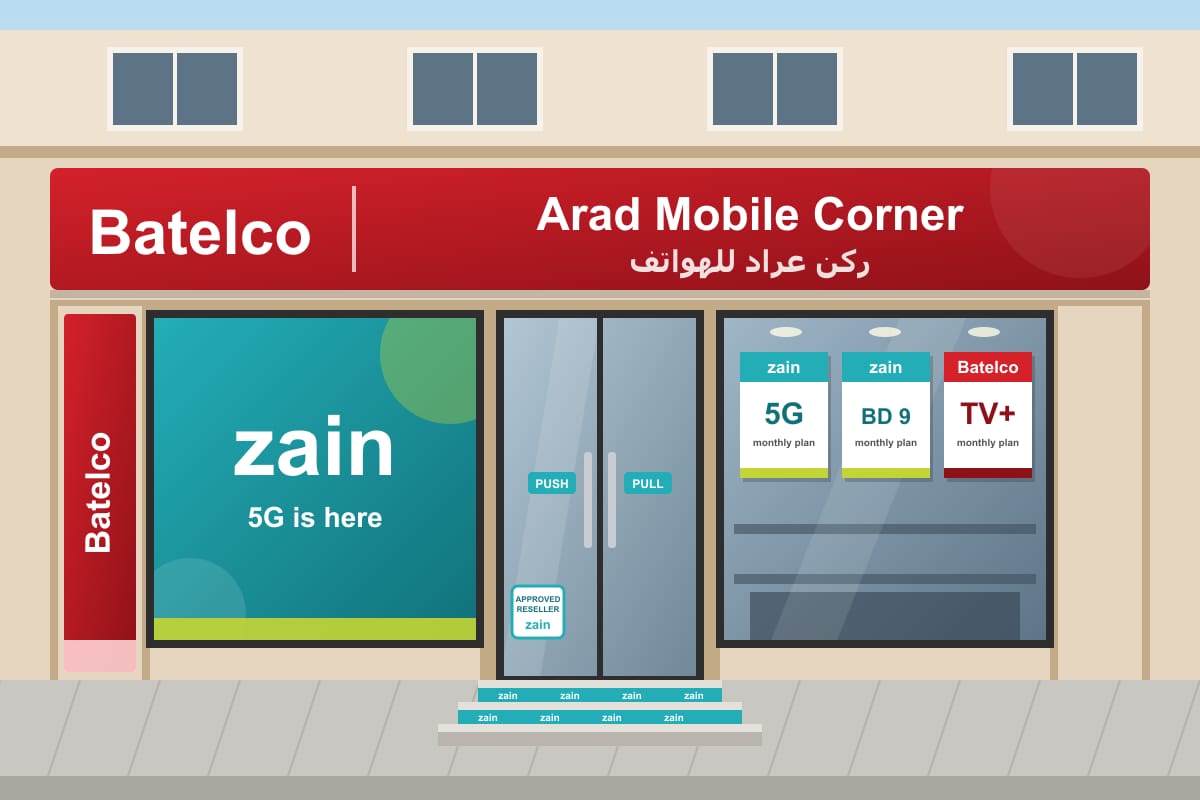 Batelco
Arad Mobile Corner
ركن عراد للهواتف
Batelco
zain
5G is here
PUSH
PULL
APPROVED
RESELLER
zain
zain
5G
monthly plan
zain
BD 9
monthly plan
Batelco
TV+
monthly plan
zain zain zain zain
zain zain zain zain